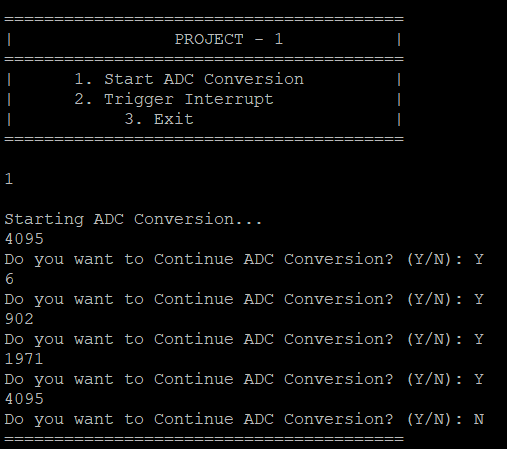 ========================================
|                PROJECT - 1           |
========================================
|      1. Start ADC Conversion         |
|      2. Trigger Interrupt            |
|           3. Exit                    |
========================================
1
Starting ADC Conversion...
4095
Do you want to Continue ADC Conversion? (Y/N): Y
6
Do you want to Continue ADC Conversion? (Y/N): Y
902
Do you want to Continue ADC Conversion? (Y/N): Y
1971
Do you want to Continue ADC Conversion? (Y/N): Y
4095
Do you want to Continue ADC Conversion? (Y/N): N
========================================